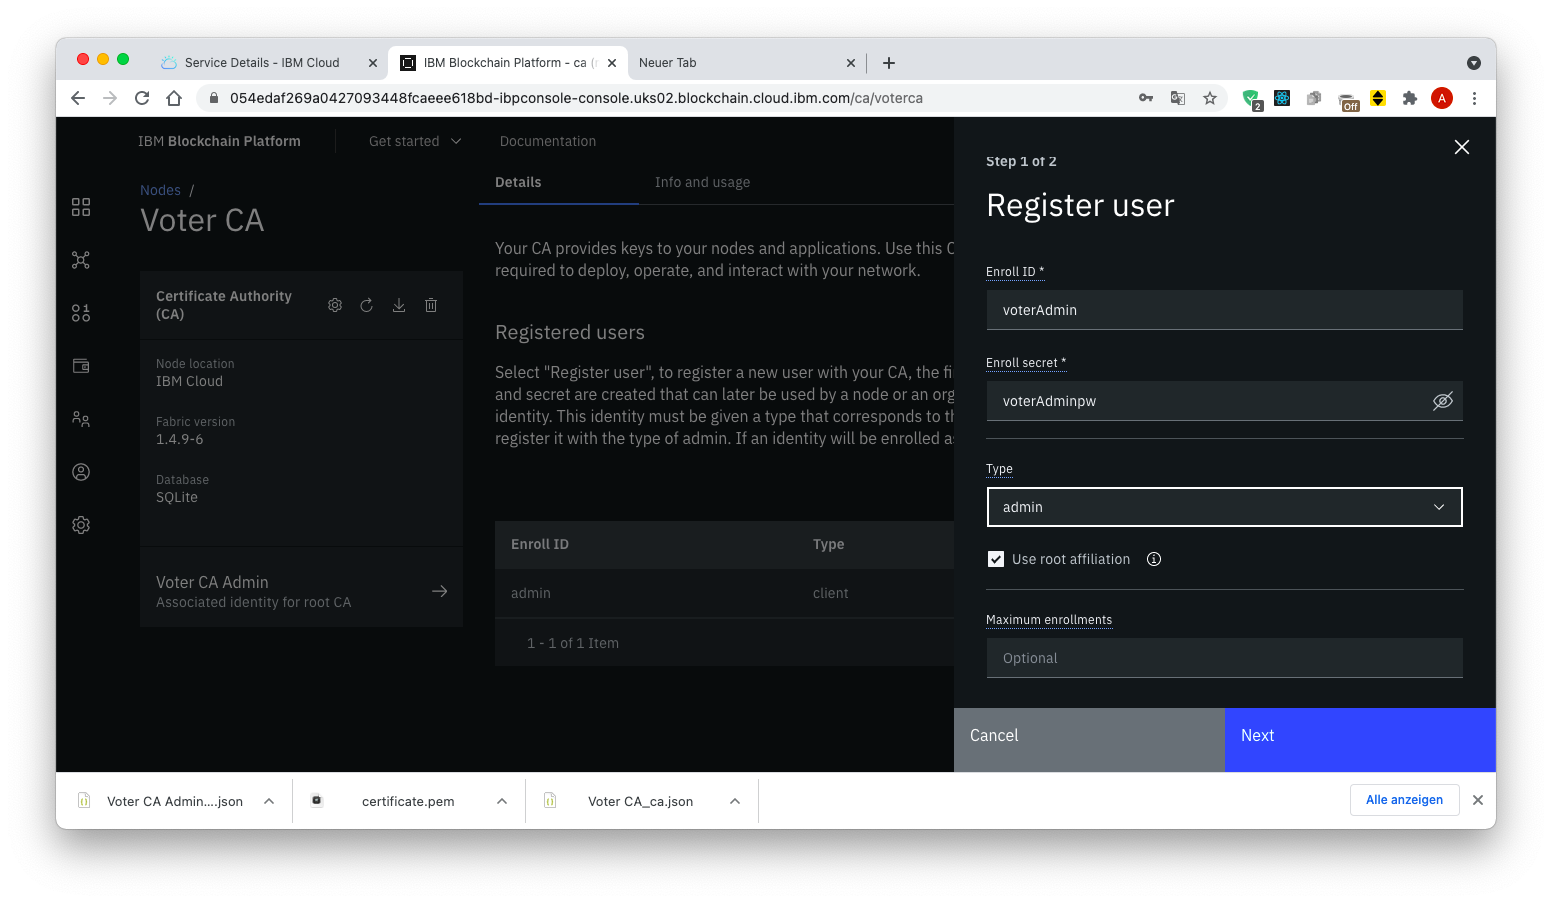 Service Details - IBM Cloud
IBM Blockchain Platform - ca (
Neuer Tab
054edaf269a0427093448fcaeee618bd-ibpconsole-console.uks02.blockchain.cloud.ibm.com/ca/voterca
2
Off
A
IBM Blockchain Platform
Get started
Documentation
Nodes /
Voter CA
Certificate Authority
(CA)
Node location
IBM Cloud
Fabric version
1.4.9-6
Database
SQLite
Voter CA Admin
Associated identity for root CA
Details
Info and usage
Your CA provides keys to your nodes and applications. Use this C
required to deploy, operate, and interact with your network.
Registered users
Select "Register user", to register a new user with your CA, the fi
and secret are created that can later be used by a node or an org
identity. This identity must be given a type that corresponds to th
register it with the type of admin. If an identity will be enrolled as
Enroll ID
Type
admin
client
1 - 1 of 1 Item
Step 1 of 2
Register user
Enroll ID *
voterAdmin
Enroll secret *
voterAdminpw
Type
admin
Use root affiliation
Maximum enrollments
Optional
Cancel
Next
Voter CA Admin....json
certificate.pem
Voter CA_ca.json
Alle anzeigen